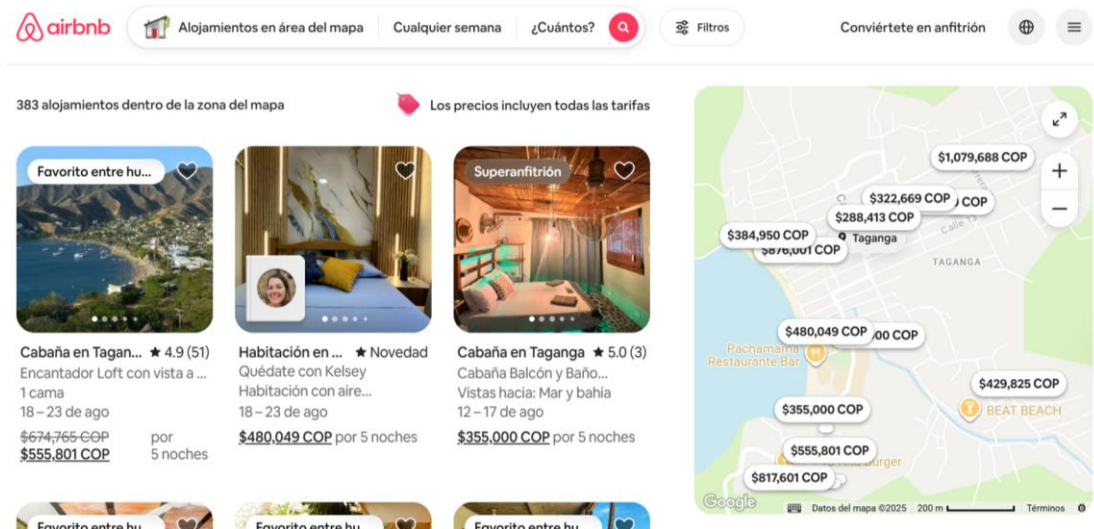 airbnb
Alojamientos en área del mapa
Cualquier semana
¿Cuántos?
Filtros
Conviértete en anfitrión
383 alojamientos dentro de la zona del mapa
Los precios incluyen todas las tarifas
Favorito entre hu...
Superanfitrión
Cabaña en Tagan... ★ 4.9 (51)
Encantador Loft con vista a ...
1 cama
18 – 23 de ago
$674,765 COP
$555,801 COP
por
5 noches
Habitación en ... ★ Novedad
Quédate con Kelsey
Habitación con aire...
18 – 23 de ago
$480,049 COP por 5 noches
Cabaña en Taganga ★ 5.0 (3)
Cabaña Balcón y Baño...
Vistas hacia: Mar y bahía
12 – 17 de ago
$355,000 COP por 5 noches
Favorito entre hu
Favorito entre hu
Favorito entre hu
$1,079,688 COP
$322,669 COP
COP
$288,413 COP
Calle 13
$384,950 COP
Taganga
$876,001 COP
TAGANGA
$480,049 COP
00 COP
Pachamama
Restaurante Bar
$429,825 COP
$355,000 COP
BEAT BEACH
$555,801 COP
urger
$817,601 COP
Google
Datos del mapa ©2025
200 m
Términos